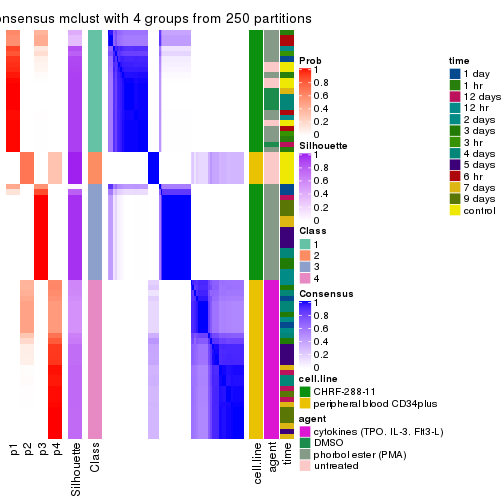 onsensus mclust with 4 groups from 250 partitions
Prob
1
0.8
0.6
0.4
0.2
0
Silhouette
1
0.8
0.6
0.4
0.2
0
Class
1
2
3
4
Consensus
1
0.8
0.6
0.4
0.2
0
cell.line
CHRF-288-11
peripheral blood CD34plus
agent
cytokines (TPO, IL-3, Flt3-L)
DMSO
phorbol ester (PMA)
untreated
time
1 day
1 hr
12 days
12 hr
2 days
3 days
3 hr
4 days
5 days
6 hr
7 days
9 days
control
p1
p2
p3
p4
Silhouette
Class
cell.line
agent
time